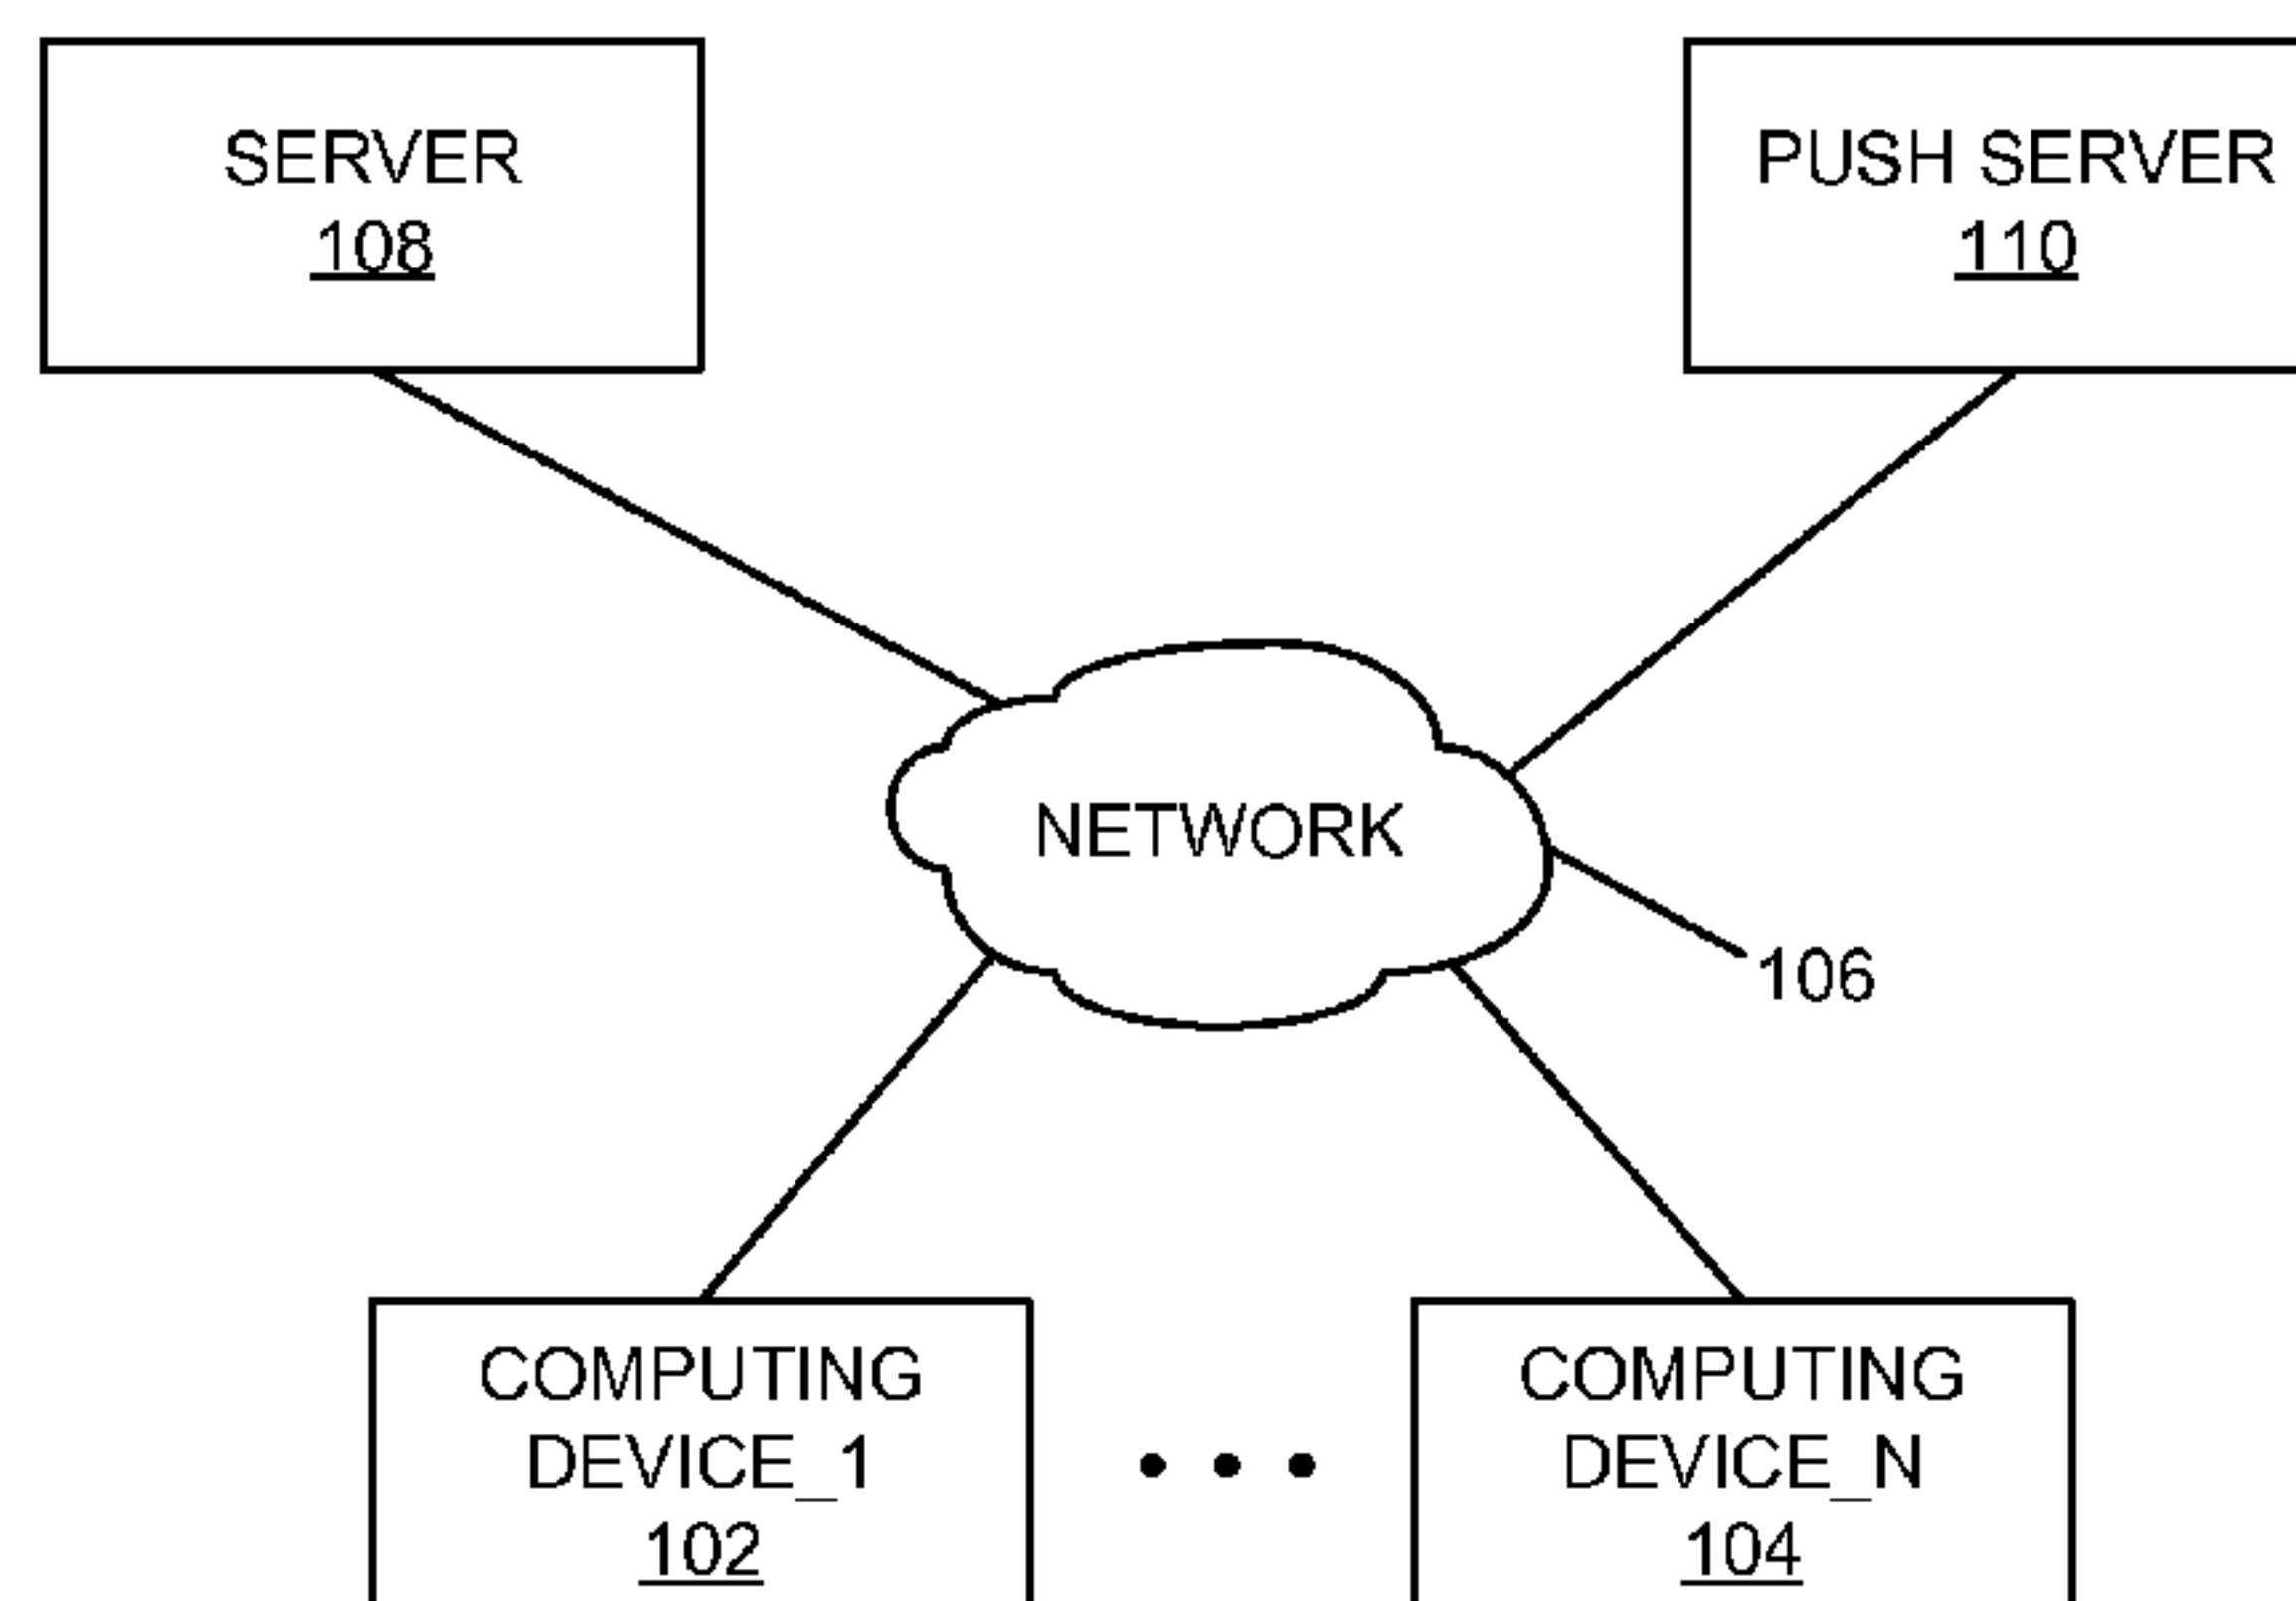 SERVER
108
PUSH SERVER
110
NETWORK
106
COMPUTING
DEVICE_1
102
COMPUTING
DEVICE_N
104